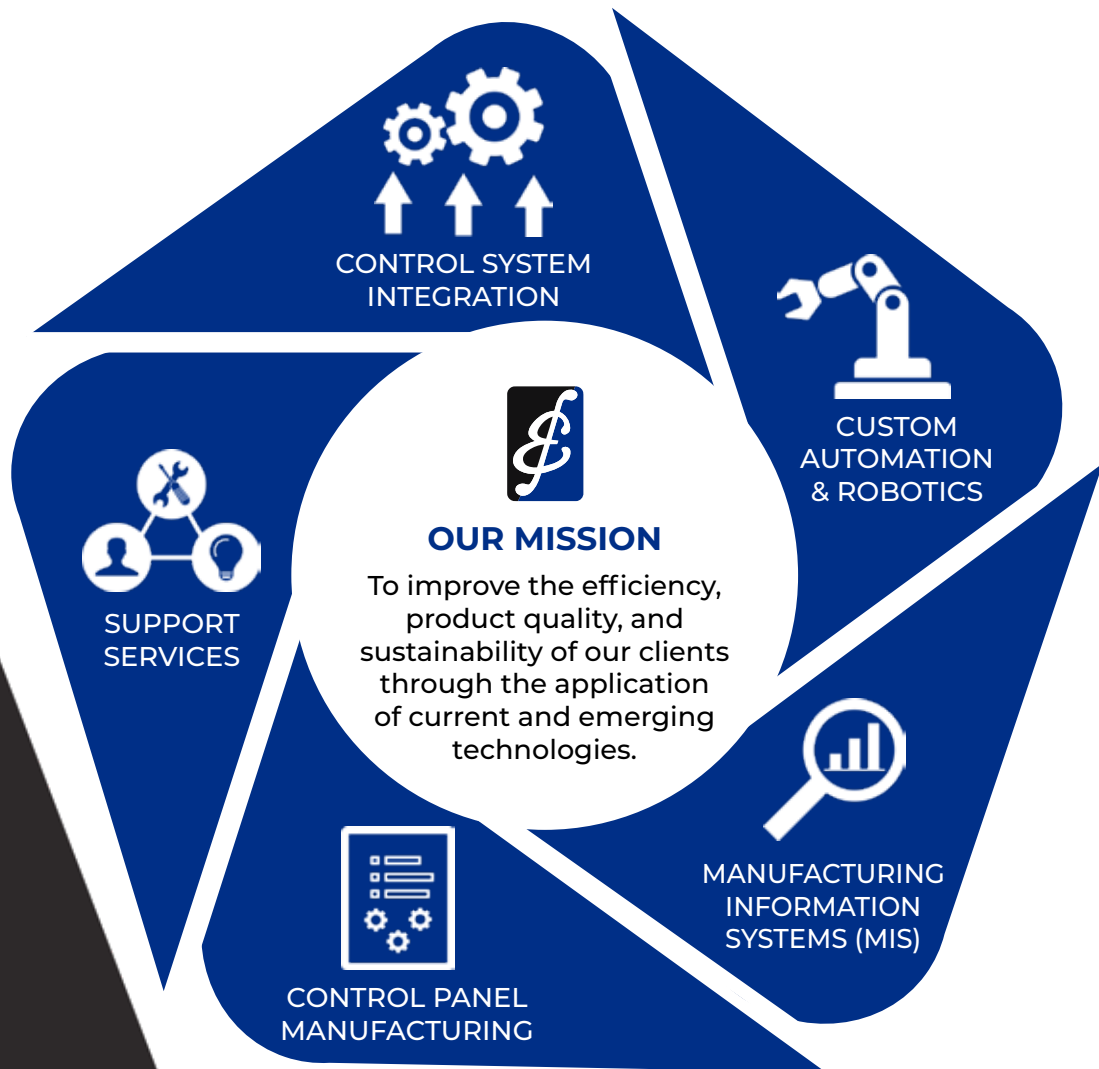 CONTROL SYSTEM
INTEGRATION
CUSTOM
AUTOMATION
& ROBOTICS
OUR MISSION
To improve the efficiency,
product quality, and
sustainability of our clients
through the application
of current and emerging
technologies.
SUPPORT
SERVICES
MANUFACTURING
INFORMATION
SYSTEMS (MIS)
CONTROL PANEL
MANUFACTURING